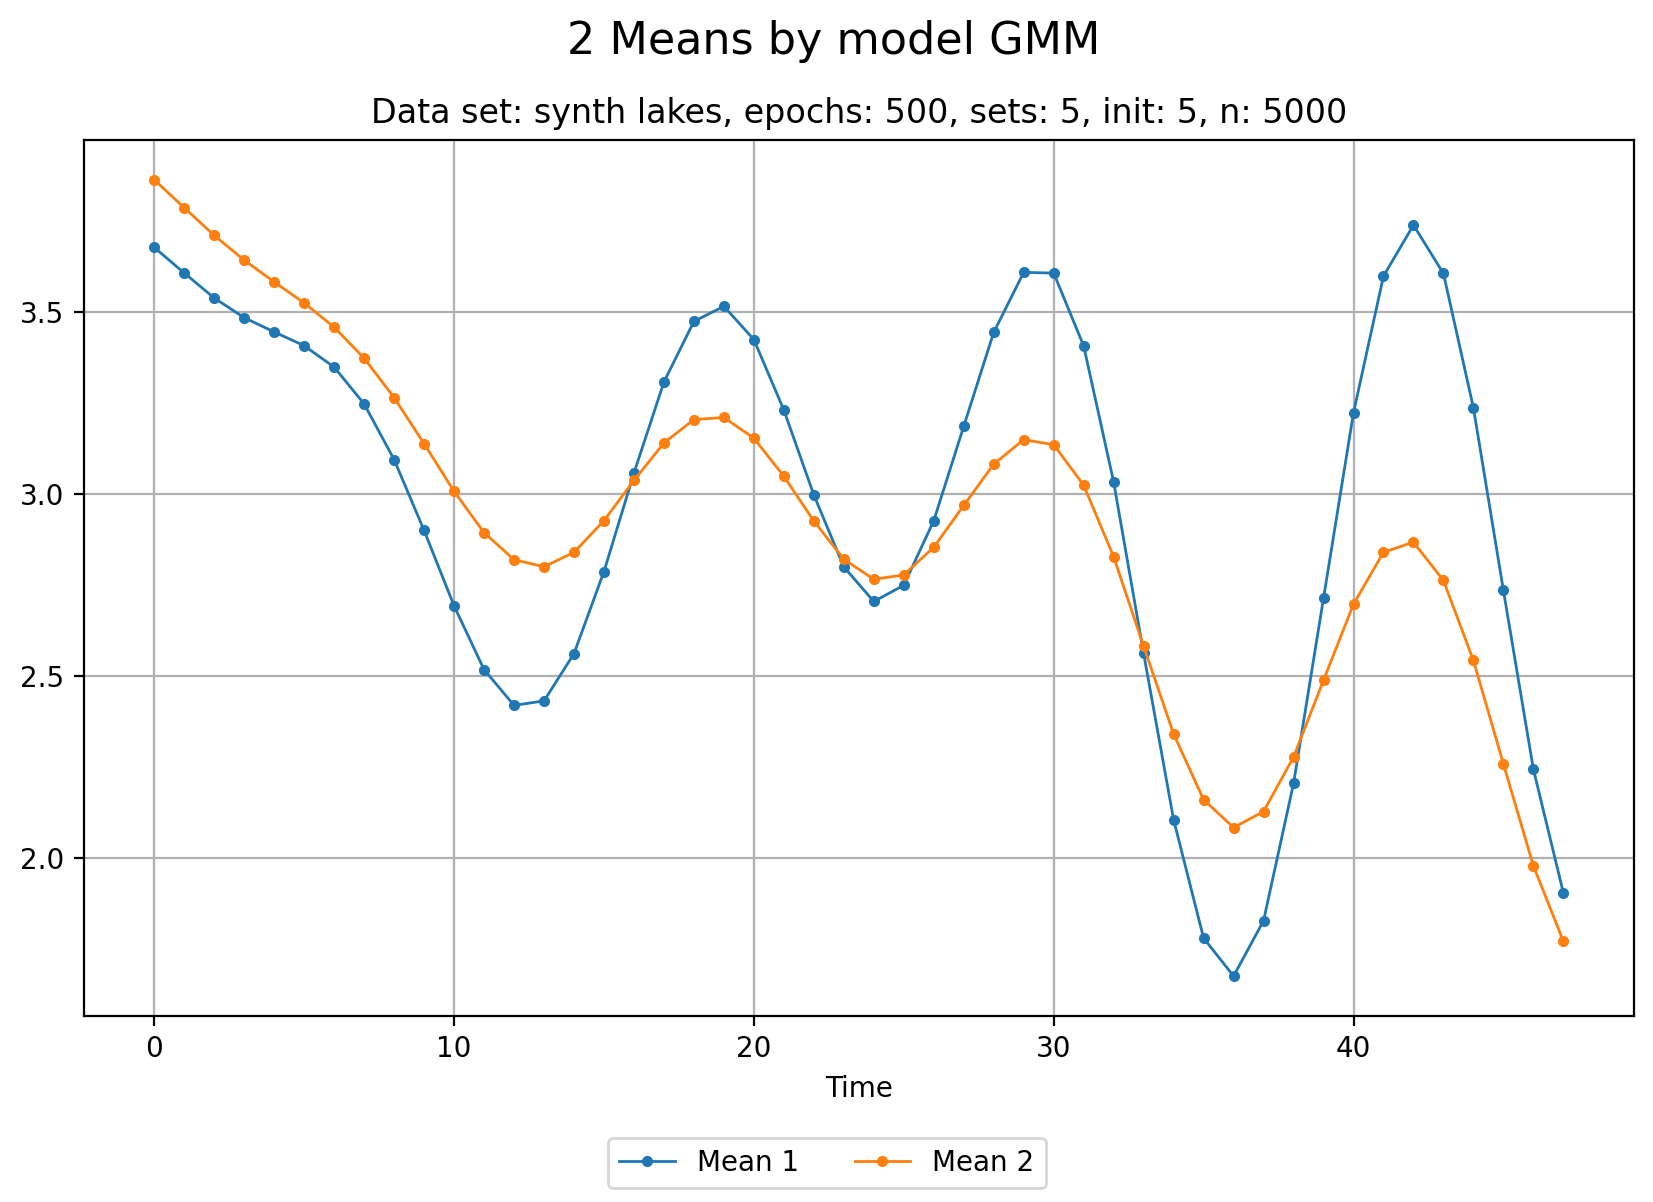 2 Means by model GMM
Data set: synth lakes, epochs: 500, sets: 5, init: 5, n: 5000
3.5
3.0
2.5
2.0
0 10 20 30 40
Time
Mean 1 Mean 2